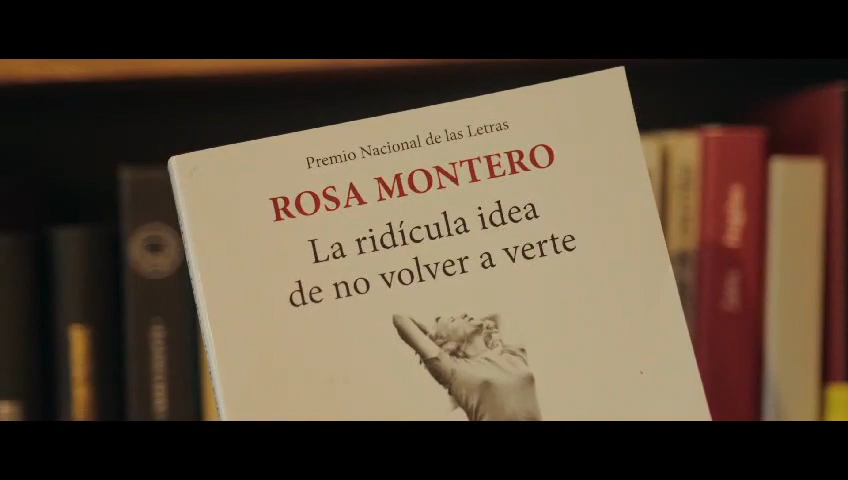 Premio Nacional de las Letras
ROSA MONTERO
La ridícula idea
de no volver a verte